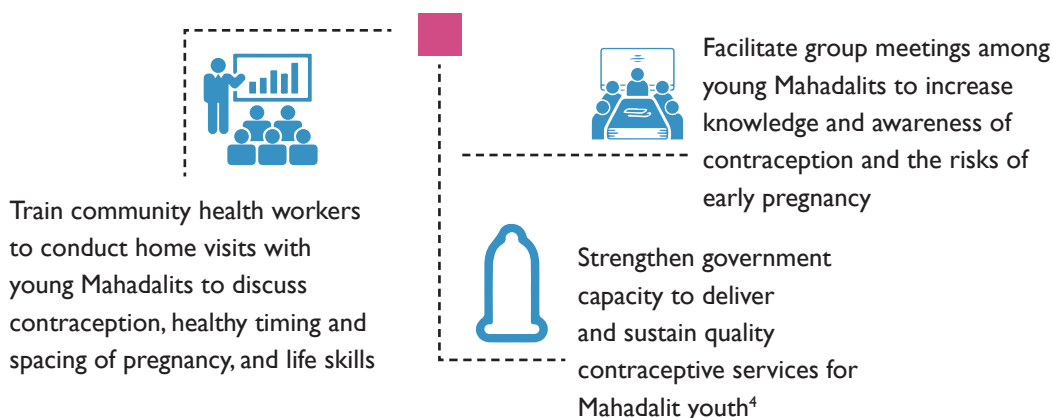 Train community health workers
to conduct home visits with
young Mahadalits to discuss
contraception, healthy timing and
spacing of pregnancy, and life skills
Facilitate group meetings among
young Mahadalits to increase
knowledge and awareness of
contraception and the risks of
early pregnancy
Strengthen government
capacity to deliver
and sustain quality
contraceptive services for
Mahadalit youth⁴